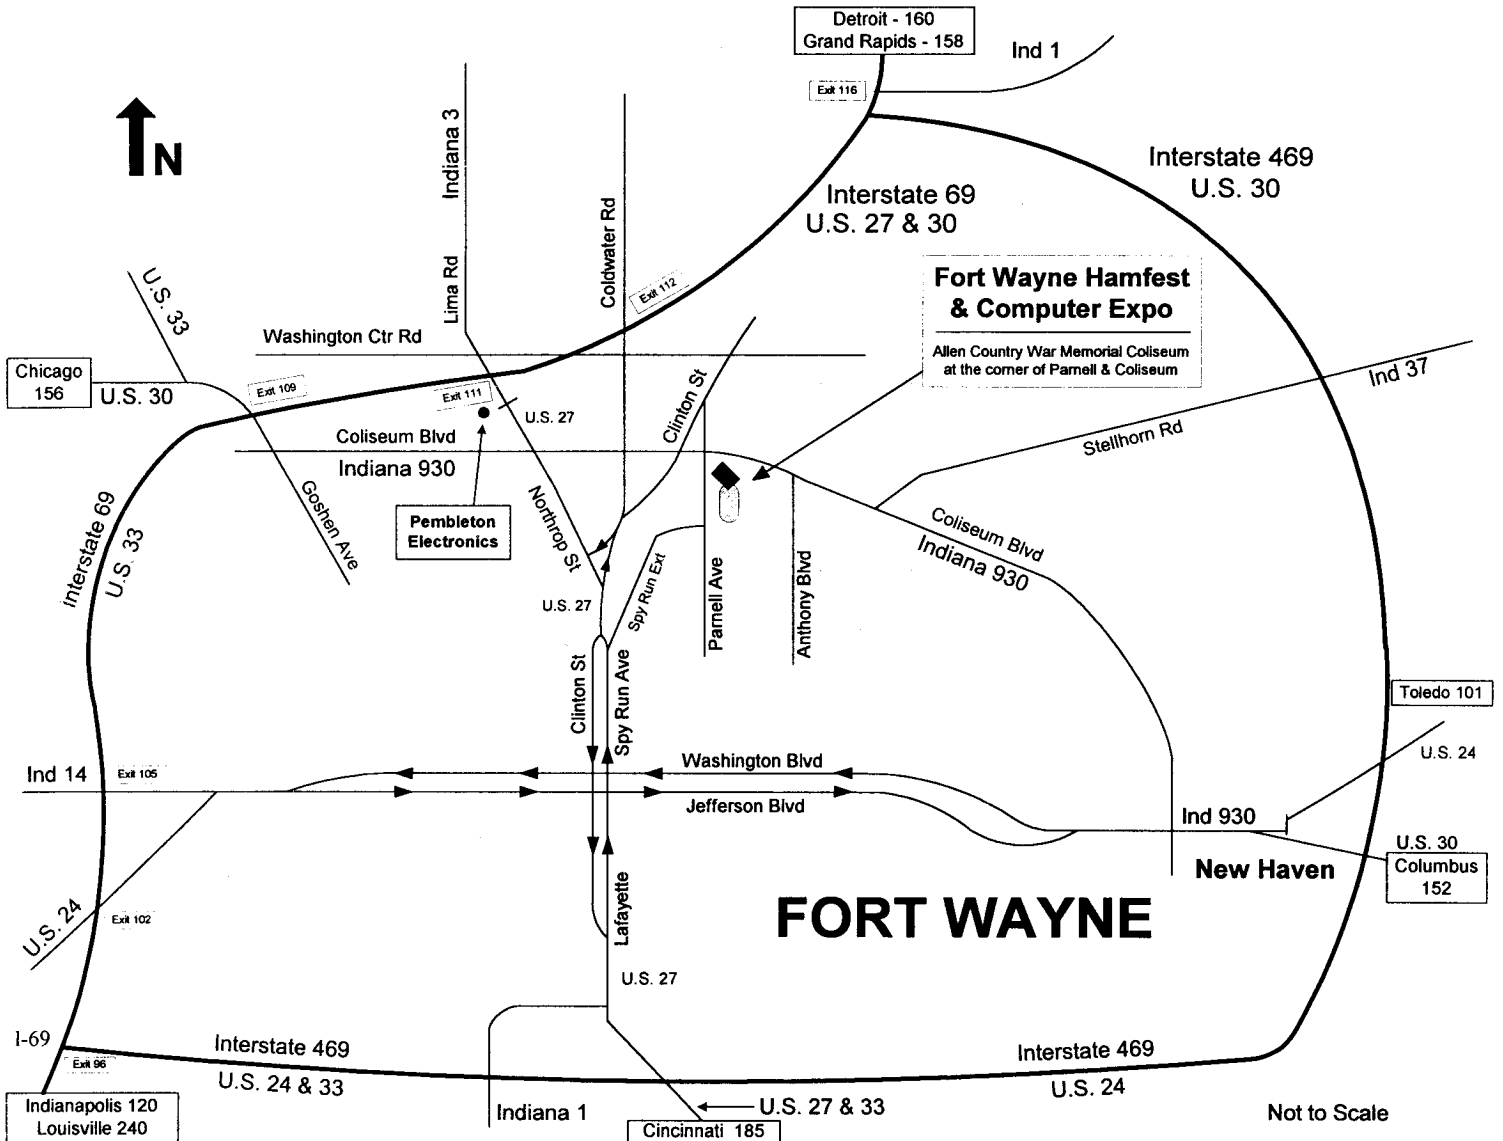 Detroit - 160
Grand Rapids - 158
Ind 1
Exit 116
N
Indiana 3
Interstate 469
U.S. 30
Interstate 69
U.S. 27 & 30
Coldwater Rd
Lima Rd
Exit 112
Fort Wayne Hamfest
& Computer Expo
Allen Country War Memorial Coliseum
at the corner of Parnell & Coliseum
U.S. 33
Washington Ctr Rd
Chicago
156
U.S. 30
Exit 109
Exit 111
Clinton St
Ind 37
U.S. 27
Stellhorn Rd
Coliseum Blvd
Indiana 930
Goshen Ave
Northrop St
Pembleton
Electronics
Interstate 69
U.S. 33
Coliseum Blvd
Indiana 930
Spy Run Ext
Parnell Ave
Anthony Blvd
U.S. 27
Clinton St
Spy Run Ave
Toledo 101
U.S. 24
Washington Blvd
Ind 14
Exit 105
Jefferson Blvd
Ind 930
U.S. 30
New Haven
Columbus
152
U.S. 24
Exit 102
Lafayette
FORT WAYNE
U.S. 27
I-69
Exit 96
Interstate 469
U.S. 24 & 33
Interstate 469
U.S. 24
Indianapolis 120
Louisville 240
Indiana 1
U.S. 27 & 33
Cincinnati 185
Not to Scale